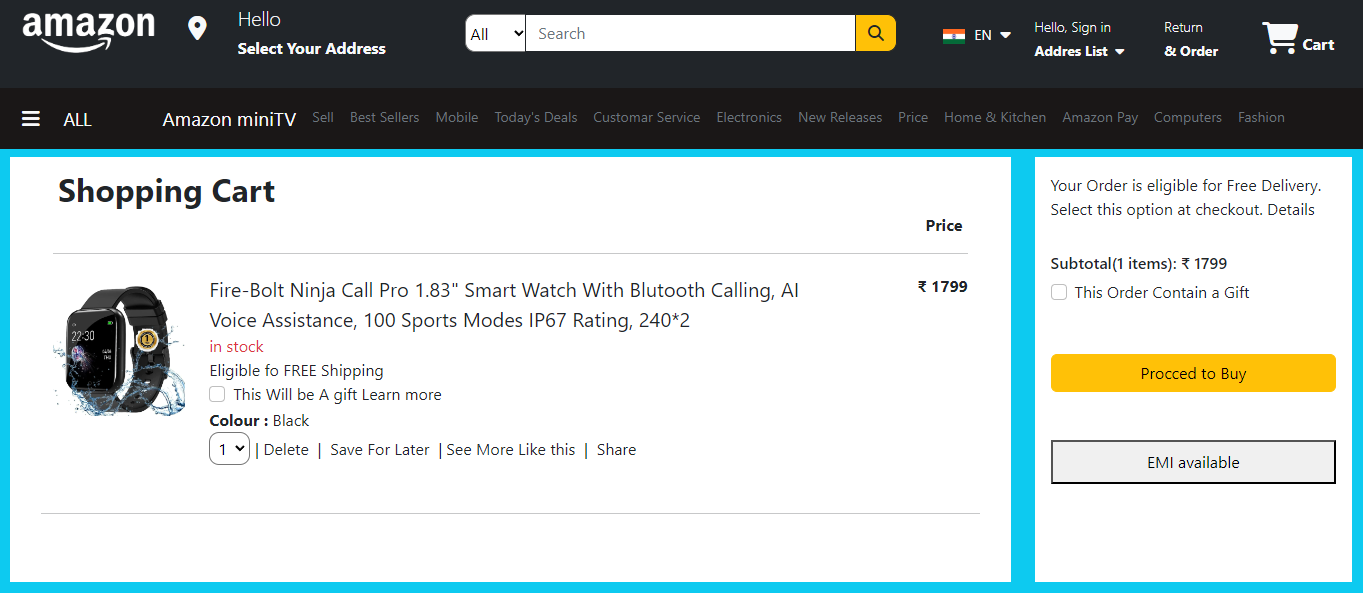 amazon
Hello
Select Your Address
All
Search
EN
Hello, Sign in
Addres List
Return
& Order
Cart
ALL
Amazon miniTV Sell Best Sellers Mobile Today's Deals Customar Service Electronics New Releases Price Home & Kitchen Amazon Pay Computers Fashion
Shopping Cart
Price
22:30
Fire-Bolt Ninja Call Pro 1.83" Smart Watch With Blutooth Calling, AI
Voice Assistance, 100 Sports Modes IP67 Rating, 240*2
₹ 1799
in stock
Eligible fo FREE Shipping
This Will be A gift Learn more
Colour : Black
1 | Delete | Save For Later | See More Like this | Share
Your Order is eligible for Free Delivery.
Select this option at checkout. Details
Subtotal(1 items): ₹ 1799
This Order Contain a Gift
Procced to Buy
EMI available